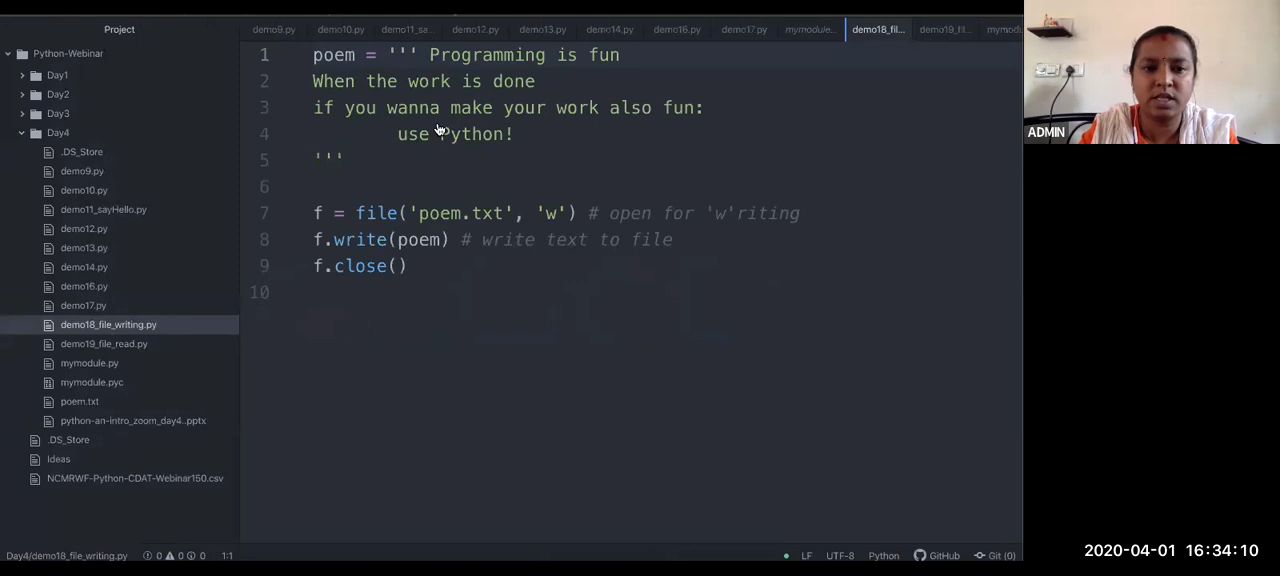 Project
demo9.py demo10.py demo11_sa... demo12.py demo13.py demo14.py demo16.py demo17.py mymodule... demo18_fil... demo19_fil... mymod
Python-Webinar
Day1
Day2
Day3
Day4
.DS_Store
demo9.py
demo10.py
demo11_sayHello.py
demo12.py
demo13.py
demo14.py
demo16.py
demo17.py
demo18_file_writing.py
demo19_file_read.py
mymodule.py
mymodule.pyc
poem.txt
python-an-intro_zoom_day4..pptx
.DS_Store
Ideas
NCMRWF-Python-CDAT-Webinar150.csv
1 poem = ''' Programming is fun
2 When the work is done
3 if you wanna make your work also fun:
4 use Python!
5 '''
6
7 f = file('poem.txt', 'w') # open for 'w'riting
8 f.write(poem) # write text to file
9 f.close()
10
ADMIN
Day4/demo18_file_writing.py 0 0 0 1:1 LF UTF-8 Python GitHub Git (0)
2020-04-01 16:34:10